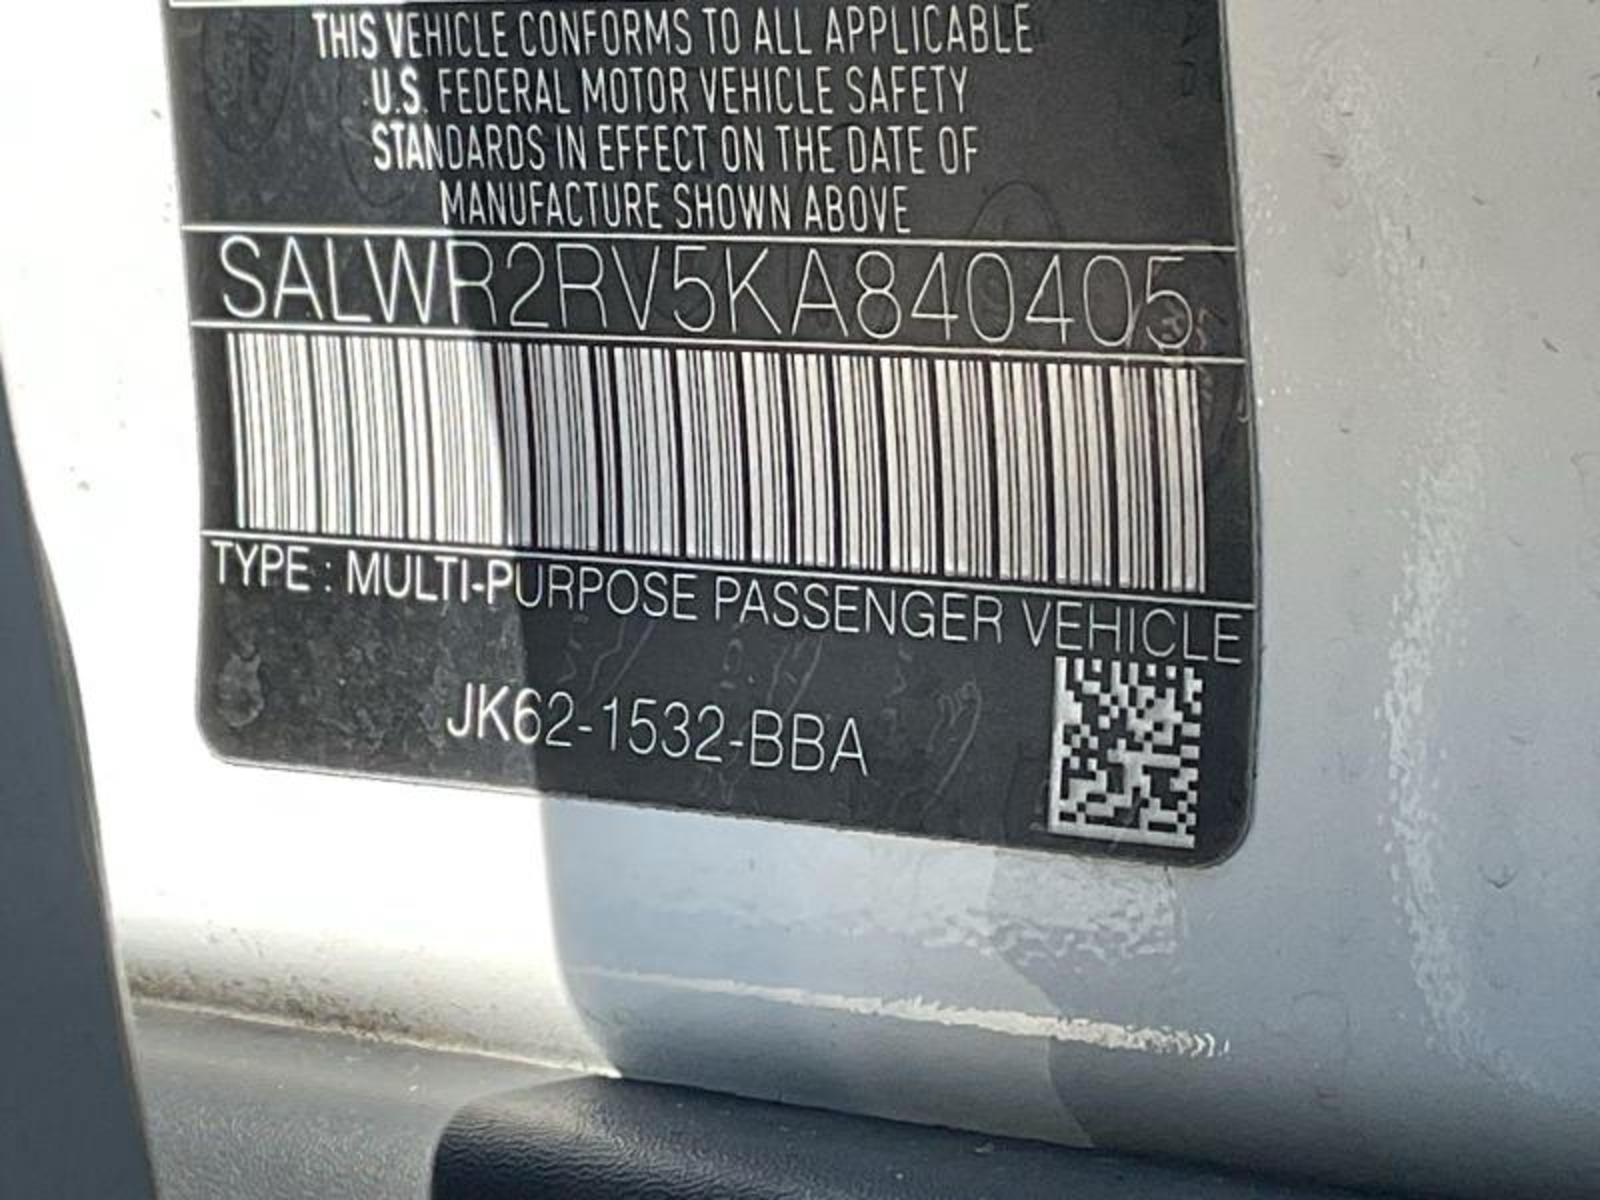 THIS VEHICLE CONFORMS TO ALL APPLICABLE
U.S. FEDERAL MOTOR VEHICLE SAFETY
STANDARDS IN EFFECT ON THE DATE OF
MANUFACTURE SHOWN ABOVE
SALWR2RV5KA840405
TYPE : MULTI-PURPOSE PASSENGER VEHICLE
JK62-1532-BBA